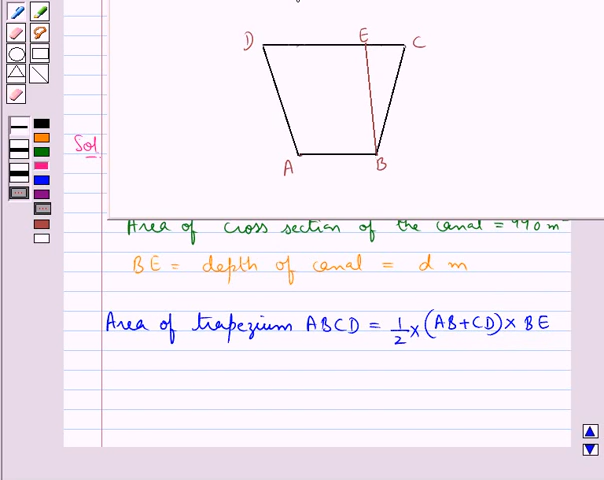 D E C
A B
Sol
Area of cross section of the canal = 440 m
BE = depth of canal = d m
Area of trapezium ABCD = 1/2 × (AB+CD) × BE